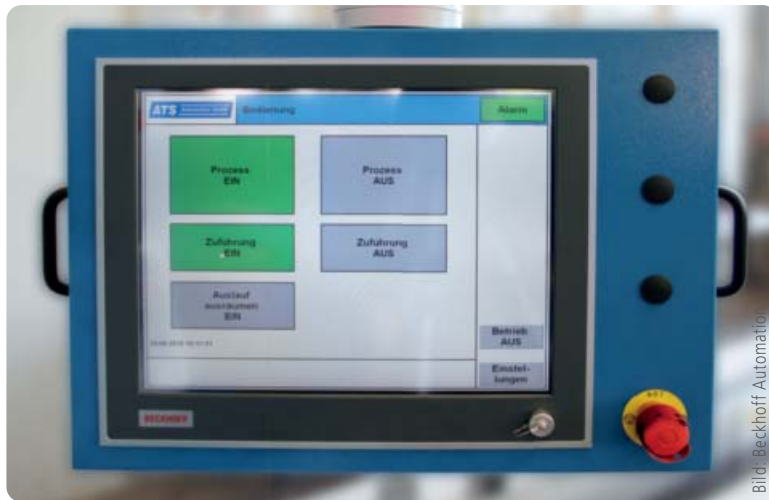 ATS
Bedienung
Alarm
Prozess
EIN
Prozess
AUS
Zuführung
EIN
Zuführung
AUS
Auslauf
ausräumen
EIN
Betrieb
AUS
Einstel-
lungen
BECKHOFF
Bild: Beckhoff Automation